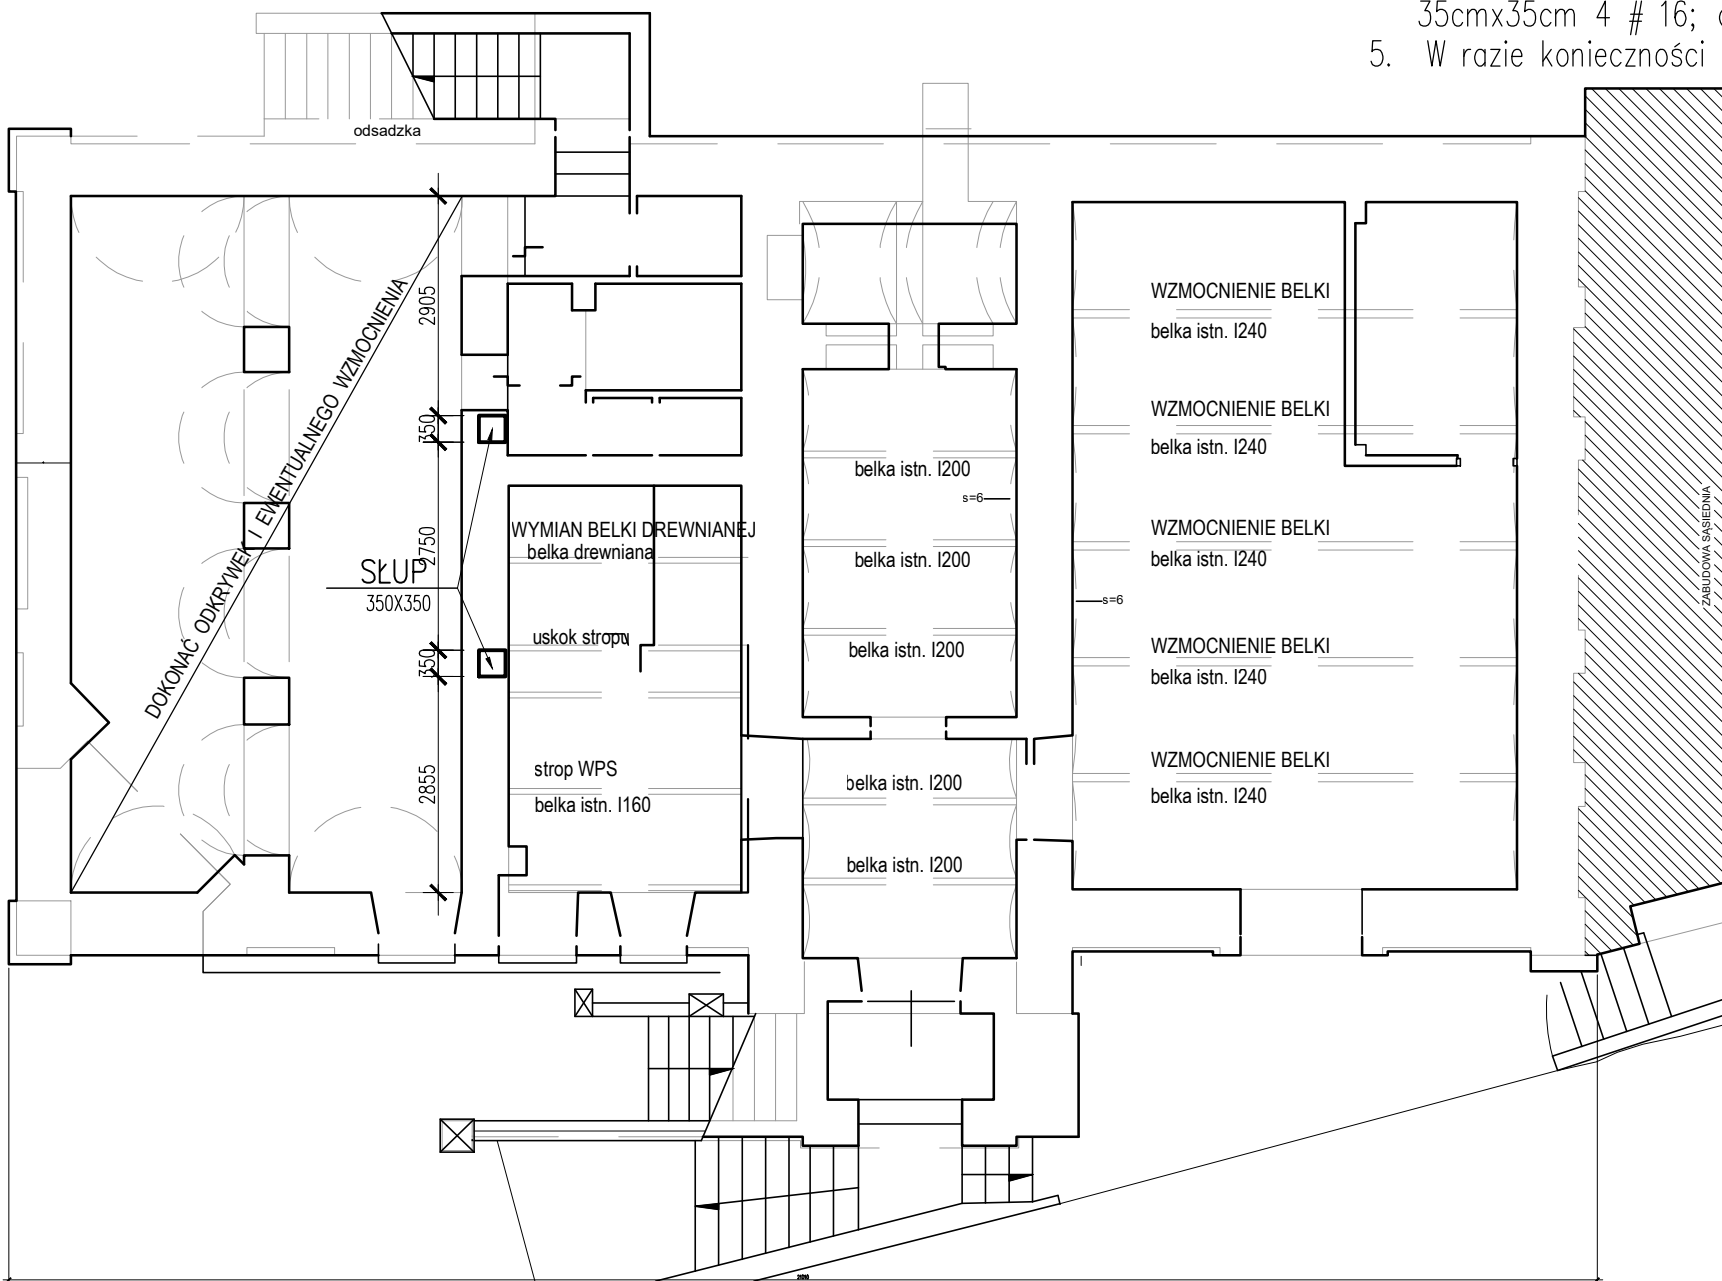 35cmx35cm 4 # 16;
5. W razie konieczności
odsadzka
DOKONAĆ ODKRYWEK I EWENTUALNEGO WZMOCNIENIA
2905
350
2750
350
2855
SŁUP
350X350
WYMIAN BELKI DREWNIANEJ
belka drewniana
uskok stropu
strop WPS
belka istn. I160
belka istn. I200
s=6
belka istn. I200
belka istn. I200
belka istn. I200
belka istn. I200
WZMOCNIENIE BELKI
belka istn. I240
WZMOCNIENIE BELKI
belka istn. I240
WZMOCNIENIE BELKI
belka istn. I240
s=6
WZMOCNIENIE BELKI
belka istn. I240
WZMOCNIENIE BELKI
belka istn. I240
ZABUDOWA SĄSIEDNIA